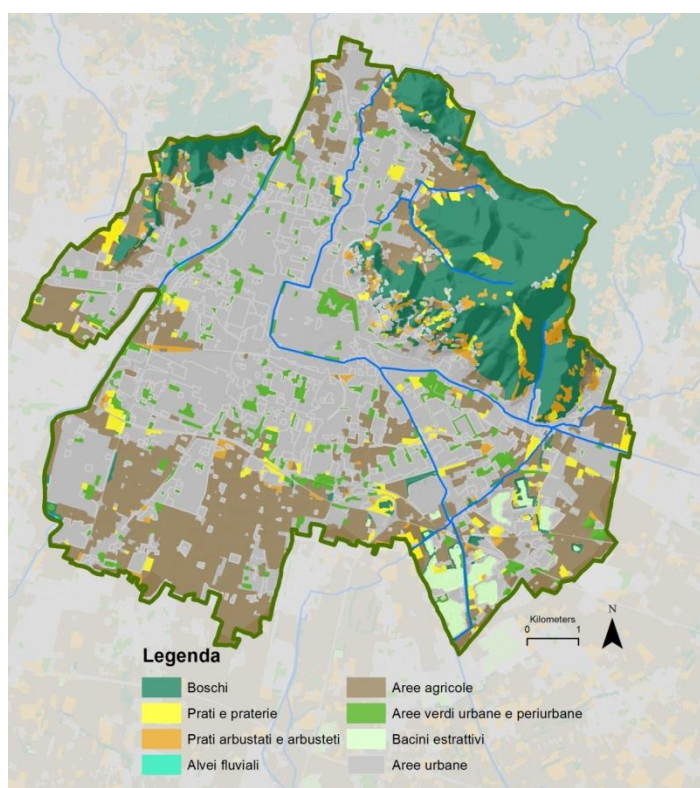 Kilometers
0 1
N
Legenda
Boschi
Prati e praterie
Prati arbustati e arbusteti
Alvei fluviali
Aree agricole
Aree verdi urbane e periurbane
Bacini estrattivi
Aree urbane